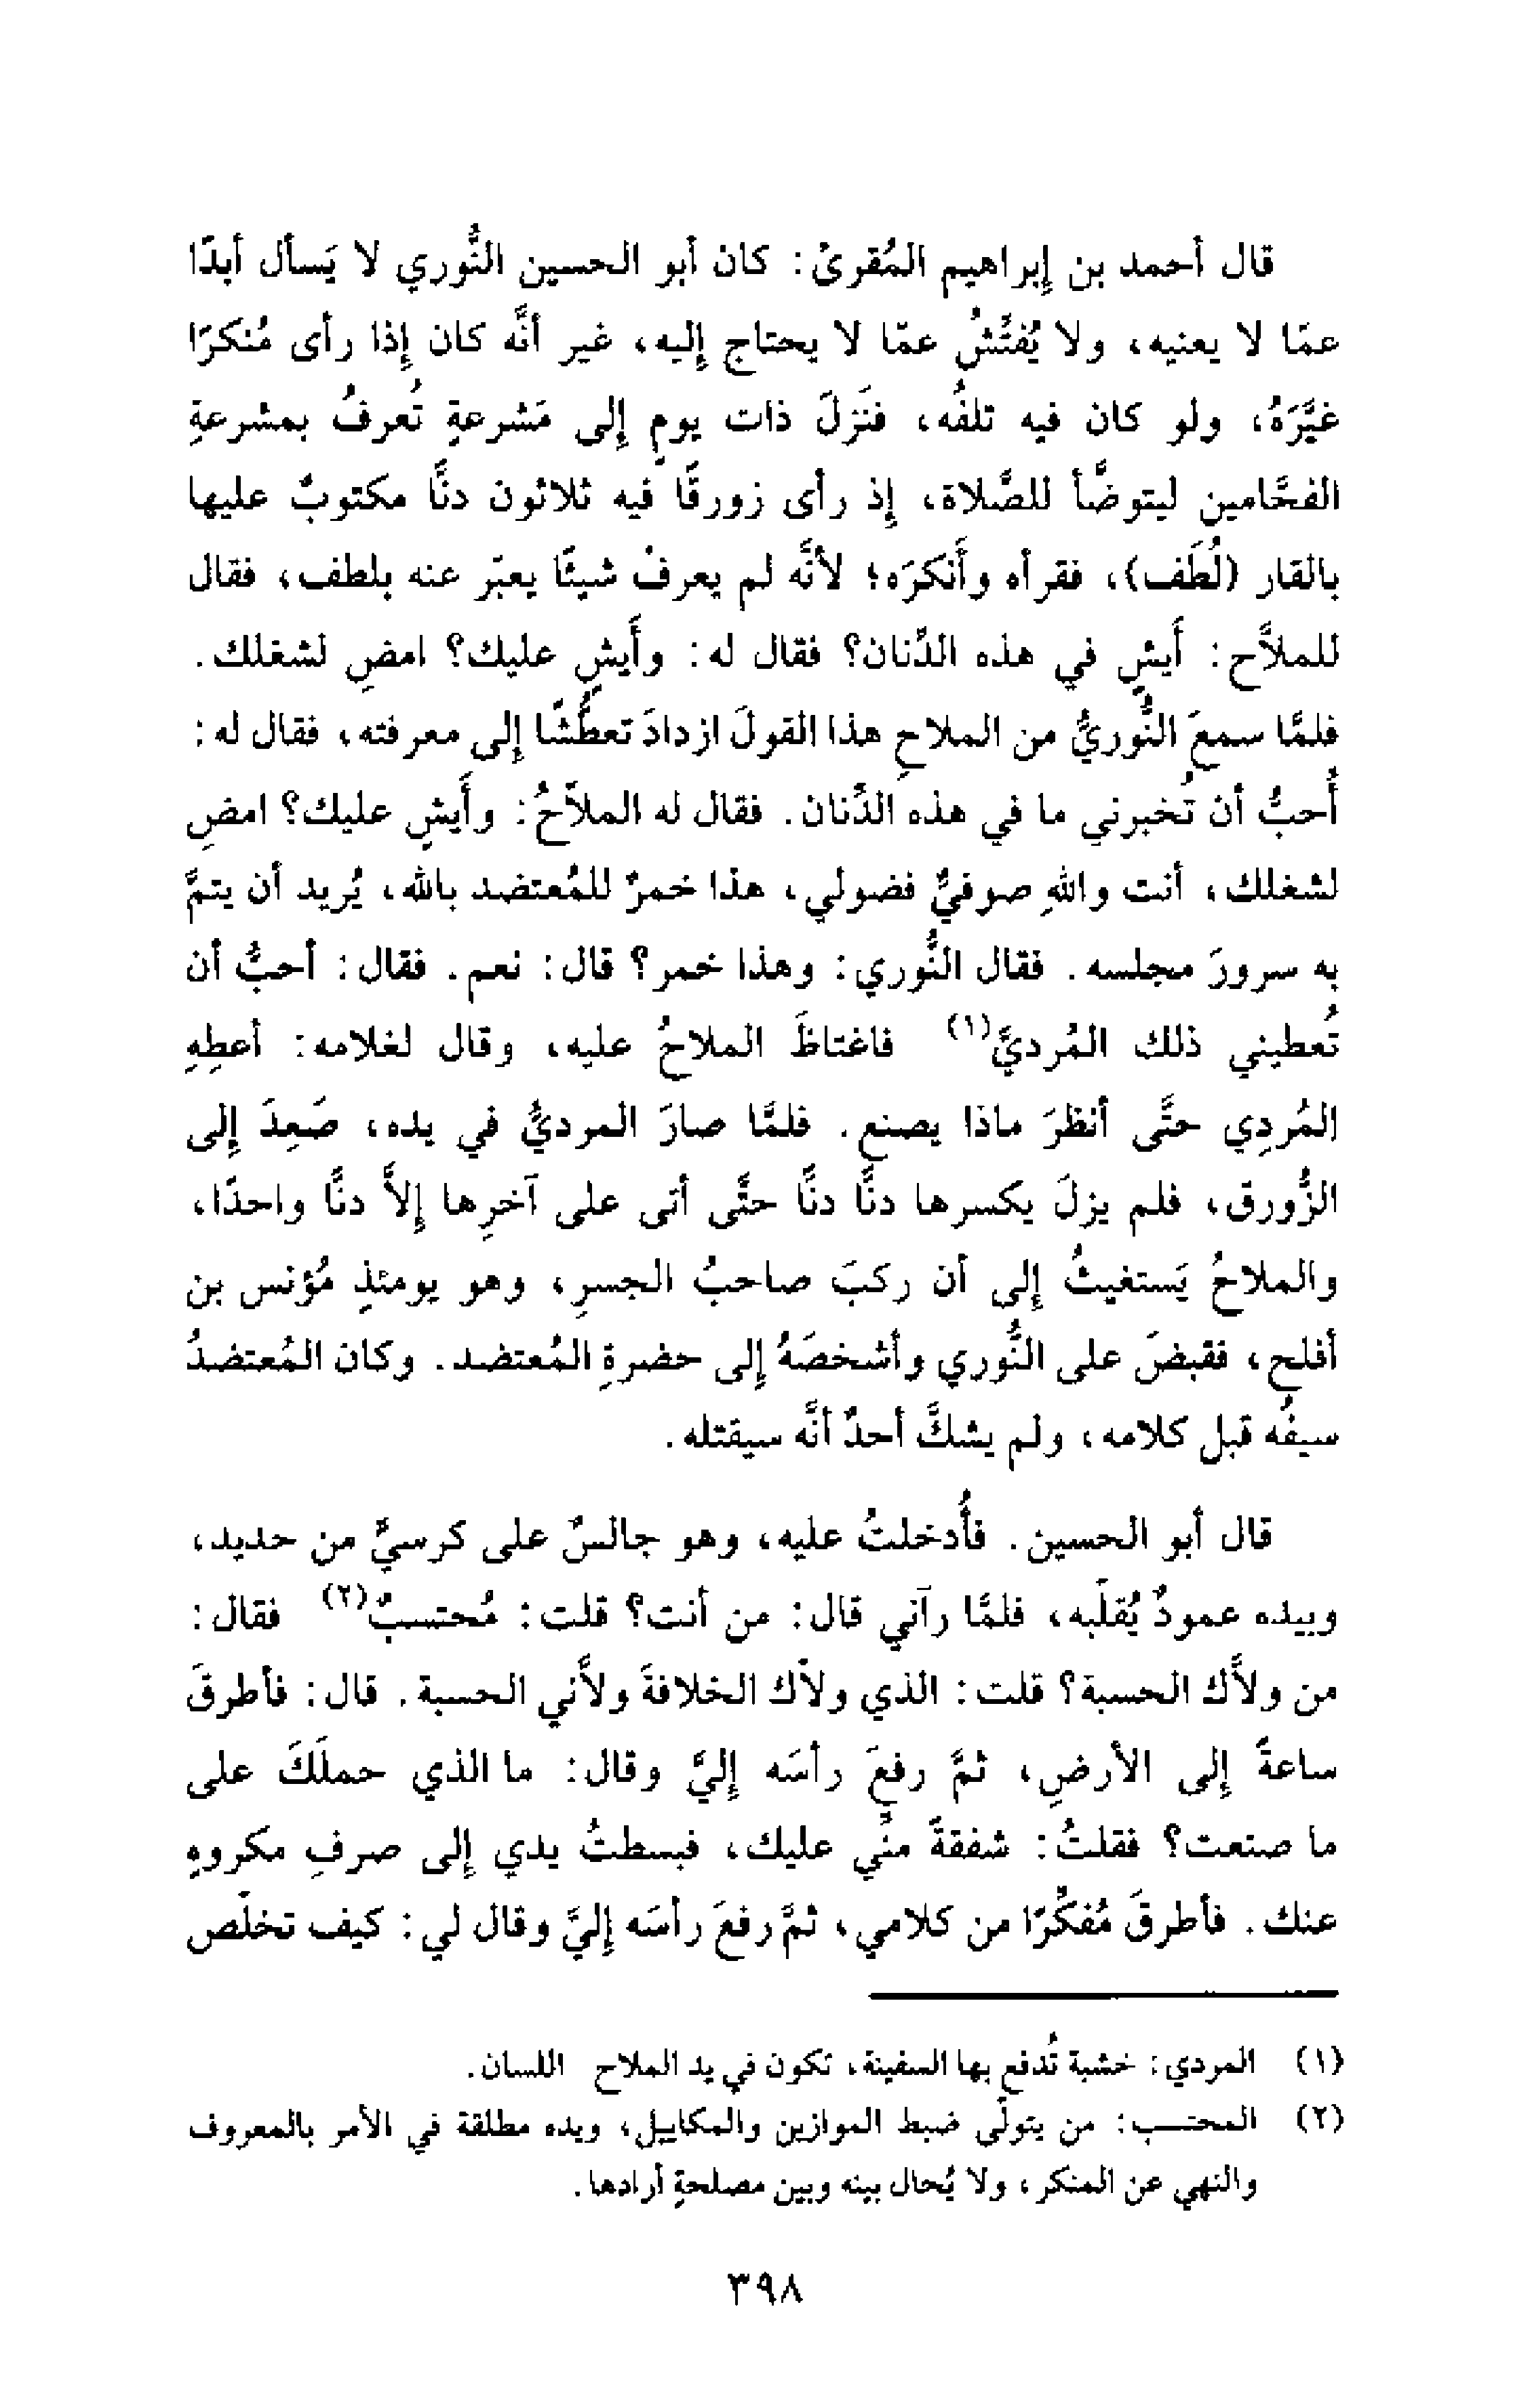 قال أحمد بن إبراهيم المُقرئ: كان أبو الحسين النُّوري لا يَسأل أبدًا
عمّا لا يعنيه، ولا يُفتِّشُ عمّا لا يحتاج إليه، غير أنَّه كان إذا رأى مُنكرًا
غيَّرَهُ، ولو كان فيه تلفُه، فنَزلَ ذات يومٍ إلى مَشرعةٍ تُعرفُ بمشرعةِ
الفحَّامين ليتوضَّأ للصَّلاة، إذ رأى زورقًا فيه ثلاثون دنًّا مكتوبٌ عليها
بالقار (لُطَف)، فقرأه وأنكرَه؛ لأنَّه لم يعرفْ شيئًا يعبّر عنه بلطف، فقال
للملاَّح: أَيشٍ في هذه الدِّنان؟ فقال له: وأَيشٍ عليك؟ امضِ لشغلك.
فلمَّا سمعَ النُّوريُّ من الملاحِ هذا القولَ ازدادَ تعطُّشًا إلى معرفته، فقال له:
أُحبُّ أن تُخبرني ما في هذه الدِّنان. فقال له الملاَّحُ: وأَيشٍ عليك؟ امضِ
لشغلك، أنت واللهِ صوفيٌّ فضولي، هذا خمرٌ للمُعتضد بالله، يُريد أن يتمَّ
به سرورَ مجلسه. فقال النُّوري: وهذا خمر؟ قال: نعم. فقال: أحبُّ أن
تُعطيني ذلك المُرديَّ(١) فاغتاظَ الملاحُ عليه، وقال لغلامه: أعطِهِ
المُردِي حتَّى أنظرَ ماذا يصنع. فلمَّا صارَ المرديُّ في يده، صَعِدَ إلى
الزَّورق، فلم يزلَ يكسرها دنًّا دنًّا حتَّى أتى على آخرِها إلاَّ دنًّا واحدًا،
والملاحُ يَستغيثُ إلى أن ركبَ صاحبُ الجسرِ، وهو يومئذٍ مُؤنس بن
أفلح، فقبضَ على النُّوري وأشخصَهُ إلى حضرةِ المُعتضد. وكان المُعتضدُ
سيفُه قبل كلامه، ولم يشكَّ أحدٌ أنَّه سيقتله.
قال أبو الحسين. فأُدخلتُ عليه، وهو جالسٌ على كرسيٍّ من حديد،
وبيده عمودٌ يُقلّبه، فلمَّا رآني قال: من أنت؟ قلت: مُحتسبٌ(٢) فقال:
من ولاَّك الحسبة؟ قلت: الذي ولاّك الخلافةَ ولاَّني الحسبة. قال: فأطرقَ
ساعةً إلى الأرضِ، ثمَّ رفعَ رأسَه إليَّ وقال: ما الذي حملَكَ على
ما صنعت؟ فقلتُ: شفقةً منِّي عليك، فبسطتُ يدي إلى صرفِ مكروهٍ
عنك. فأطرقَ مُفكِّرًا من كلامي، ثمَّ رفعَ رأسَه إليَّ وقال لي: كيف تخلّص
(١) المردي: خشبة تُدفع بها السفينة، تكون في يد الملاح اللسان.
(٢) المحتسب: من يتولّى ضبط الموازين والمكاييل، ويده مطلقة في الأمر بالمعروف
والنهي عن المنكر، ولا يُحال بينه وبين مصلحةٍ أرادها.
٣٩٨